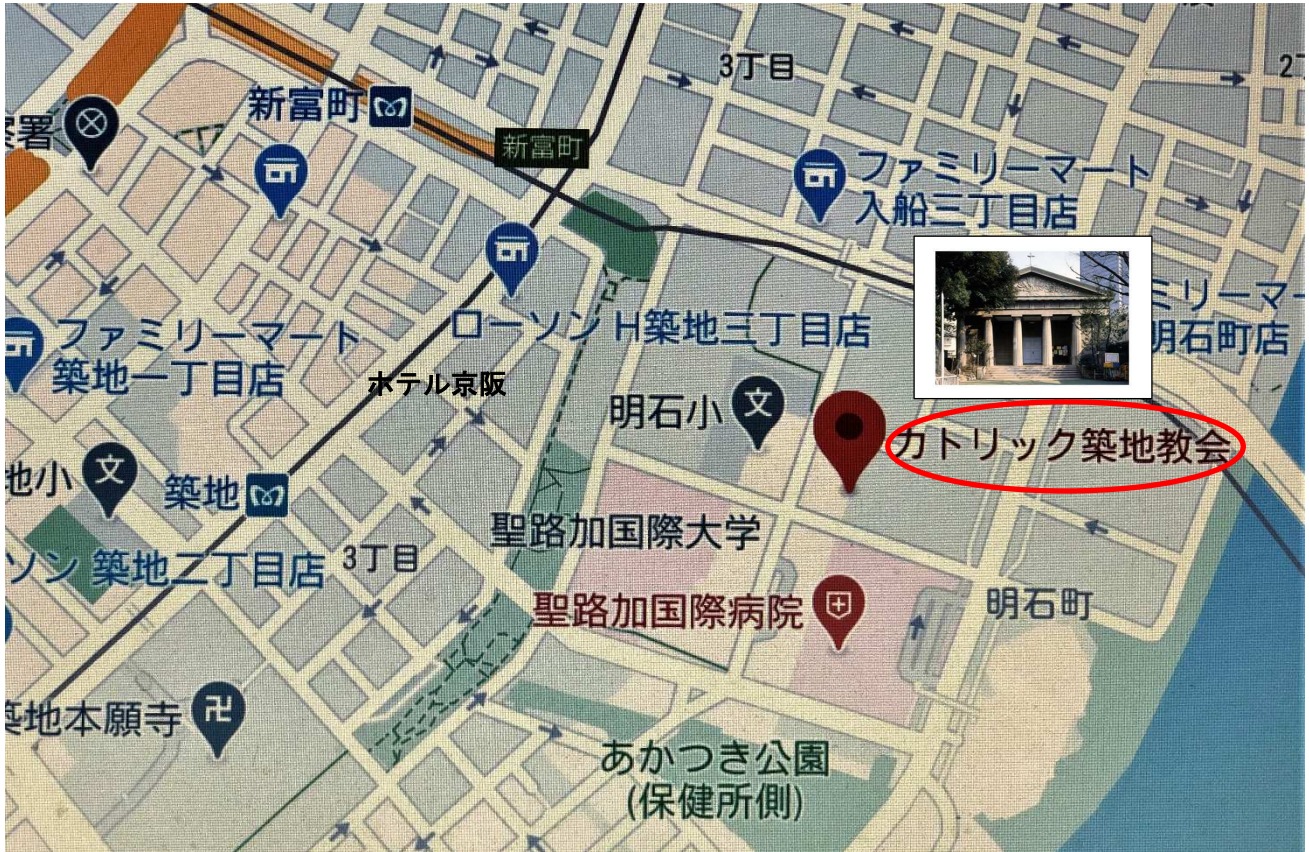 3丁目
新富町
新富町
ファミリーマート
入船三丁目店
ファミリーマート
築地一丁目店
ローソン H築地三丁目店
ミリーマー
明石町店
ホテル京阪
明石小
カトリック築地教会
地小
築地
聖路加国際大学
ソン 築地二丁目店
3丁目
聖路加国際病院
明石町
築地本願寺
あかつき公園
(保健所側)